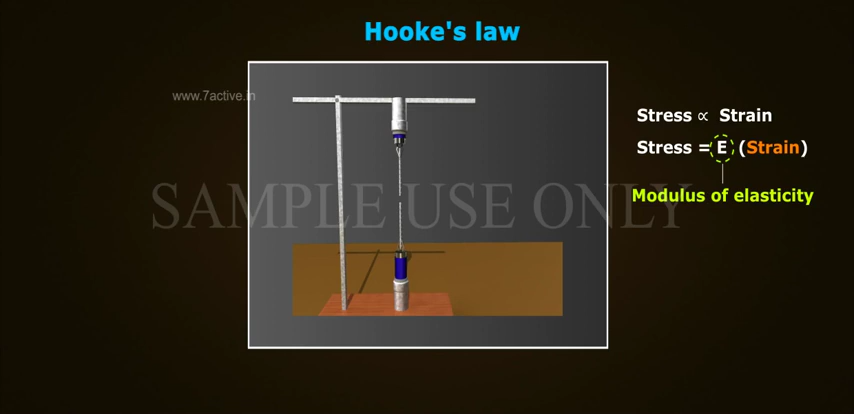 Hooke's law
www.7active.in
Stress ∝ Strain
Stress = E (Strain)
Modulus of elasticity
SAMPLE USE ONLY